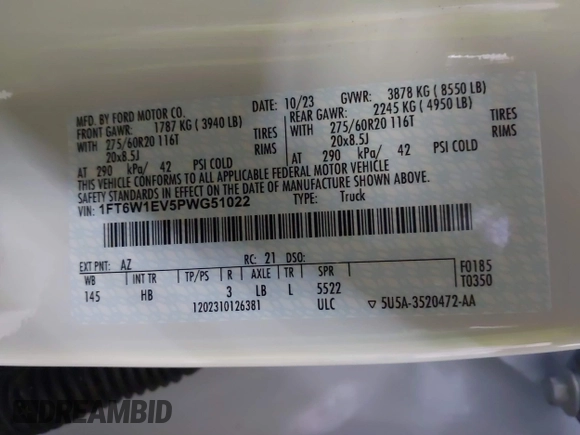 MFD. BY FORD MOTOR CO.
DATE: 10/23 GVWR: 3878 KG ( 8550 LB)
FRONT GAWR: 1787 KG ( 3940 LB) REAR GAWR: 2245 KG ( 4950 LB)
WITH 275/60R20 116T TIRES WITH 275/60R20 116T TIRES
20x8.5J RIMS 20x8.5J RIMS
AT 290 kPa/ 42 PSI COLD AT 290 kPa/ 42 PSI COLD
THIS VEHICLE CONFORMS TO ALL APPLICABLE FEDERAL MOTOR VEHICLE
SAFETY STANDARDS IN EFFECT ON THE DATE OF MANUFACTURE SHOWN ABOVE.
VIN: 1FT6W1EV5PWG51022 TYPE: Truck
EXT PNT: AZ RC: 21 DSO: F0185
WB INT TR TP/PS R AXLE TR SPR T0350
145 HB 3 LB L 5522
1202310126381 ULC ▽ 5U5A-3520472-AA
DREAMBID